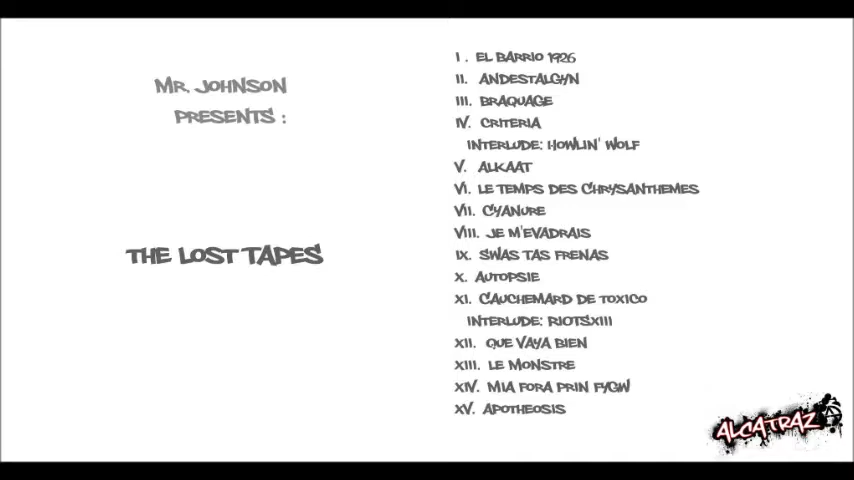 MR. JOHNSON
PRESENTS :
THE LOST TAPES
I . EL BARRIO 1926
II. ANDESTALGYN
III. BRAQUAGE
IV. CRITERIA
INTERLUDE: HOWLIN' WOLF
V. ALKAAT
VI. LE TEMPS DES CHRYSANTHEMES
VII. CYANURE
VIII. JE M'EVADRAIS
IX. SWAS TAS FRENAS
X. AUTOPSIE
XI. CAUCHEMARD DE TOXICO
INTERLUDE: RIOTSXIII
XII. QUE VAYA BIEN
XIII. LE MONSTRE
XIV. MIA FORA PRIN FYGW
XV. APOTHEOSIS
ALCATRAZ